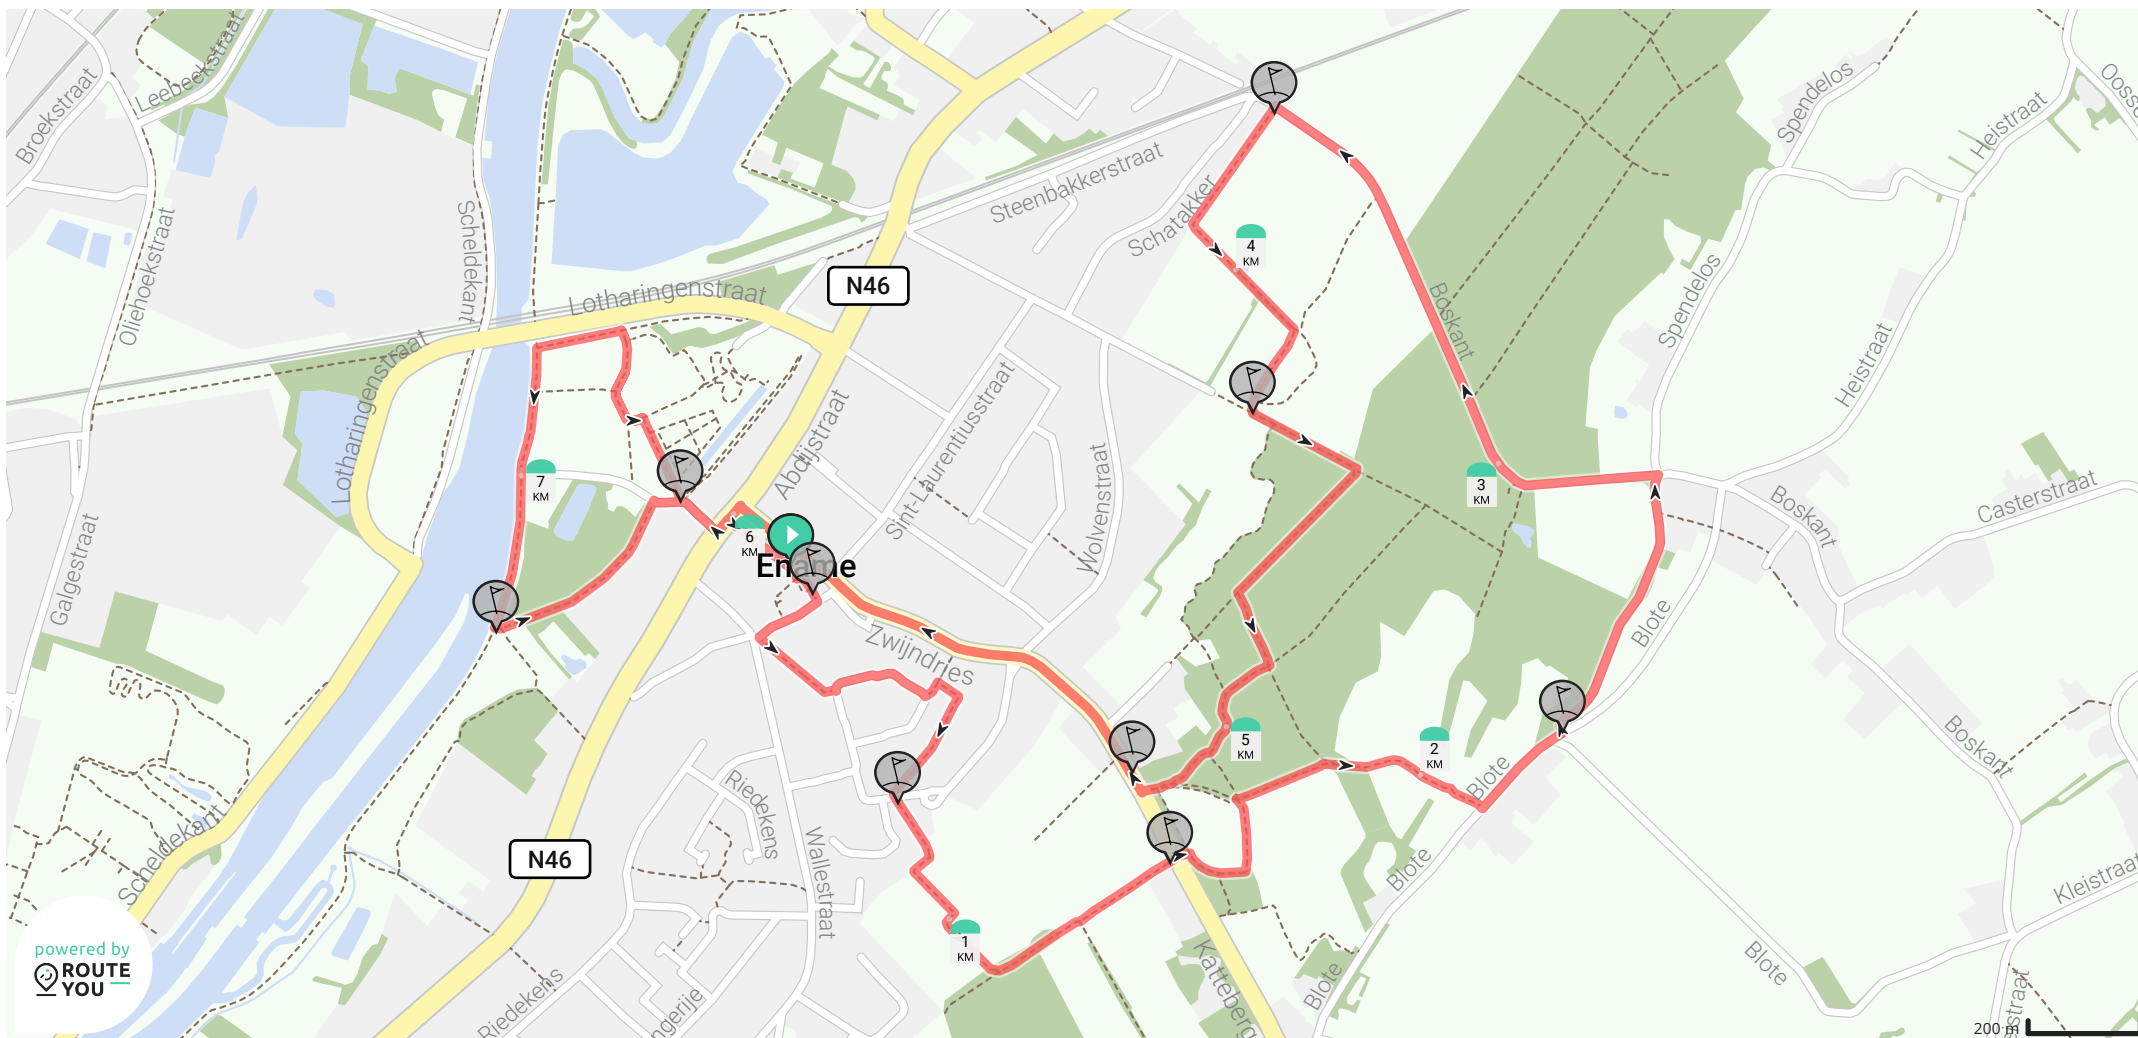 Leebeekstraat
Broekstraat
Oliehoekstraat
Scheldekant
Lotharingenstraat
Lotharingenstraat
N46
Steenbakkerstraat
Schatakker
4
KM
Spendelos
Heistraat
Spendelos
Heistraat
Boskant
Abdijstraat
Sint-Laurentiusstraat
Wolvenstraat
7
KM
6
KM
Ename
3
KM
Boskant
Casterstraat
Galgestraat
Zwijndries
Blote
5
KM
2
KM
Blote
Boskant
Riedekens
Wallestraat
N46
Scheldekant
Blote
Kleistraat
1
KM
Katteberg
Blote
Blote
Riedekens
powered by
ROUTE
YOU
200 m